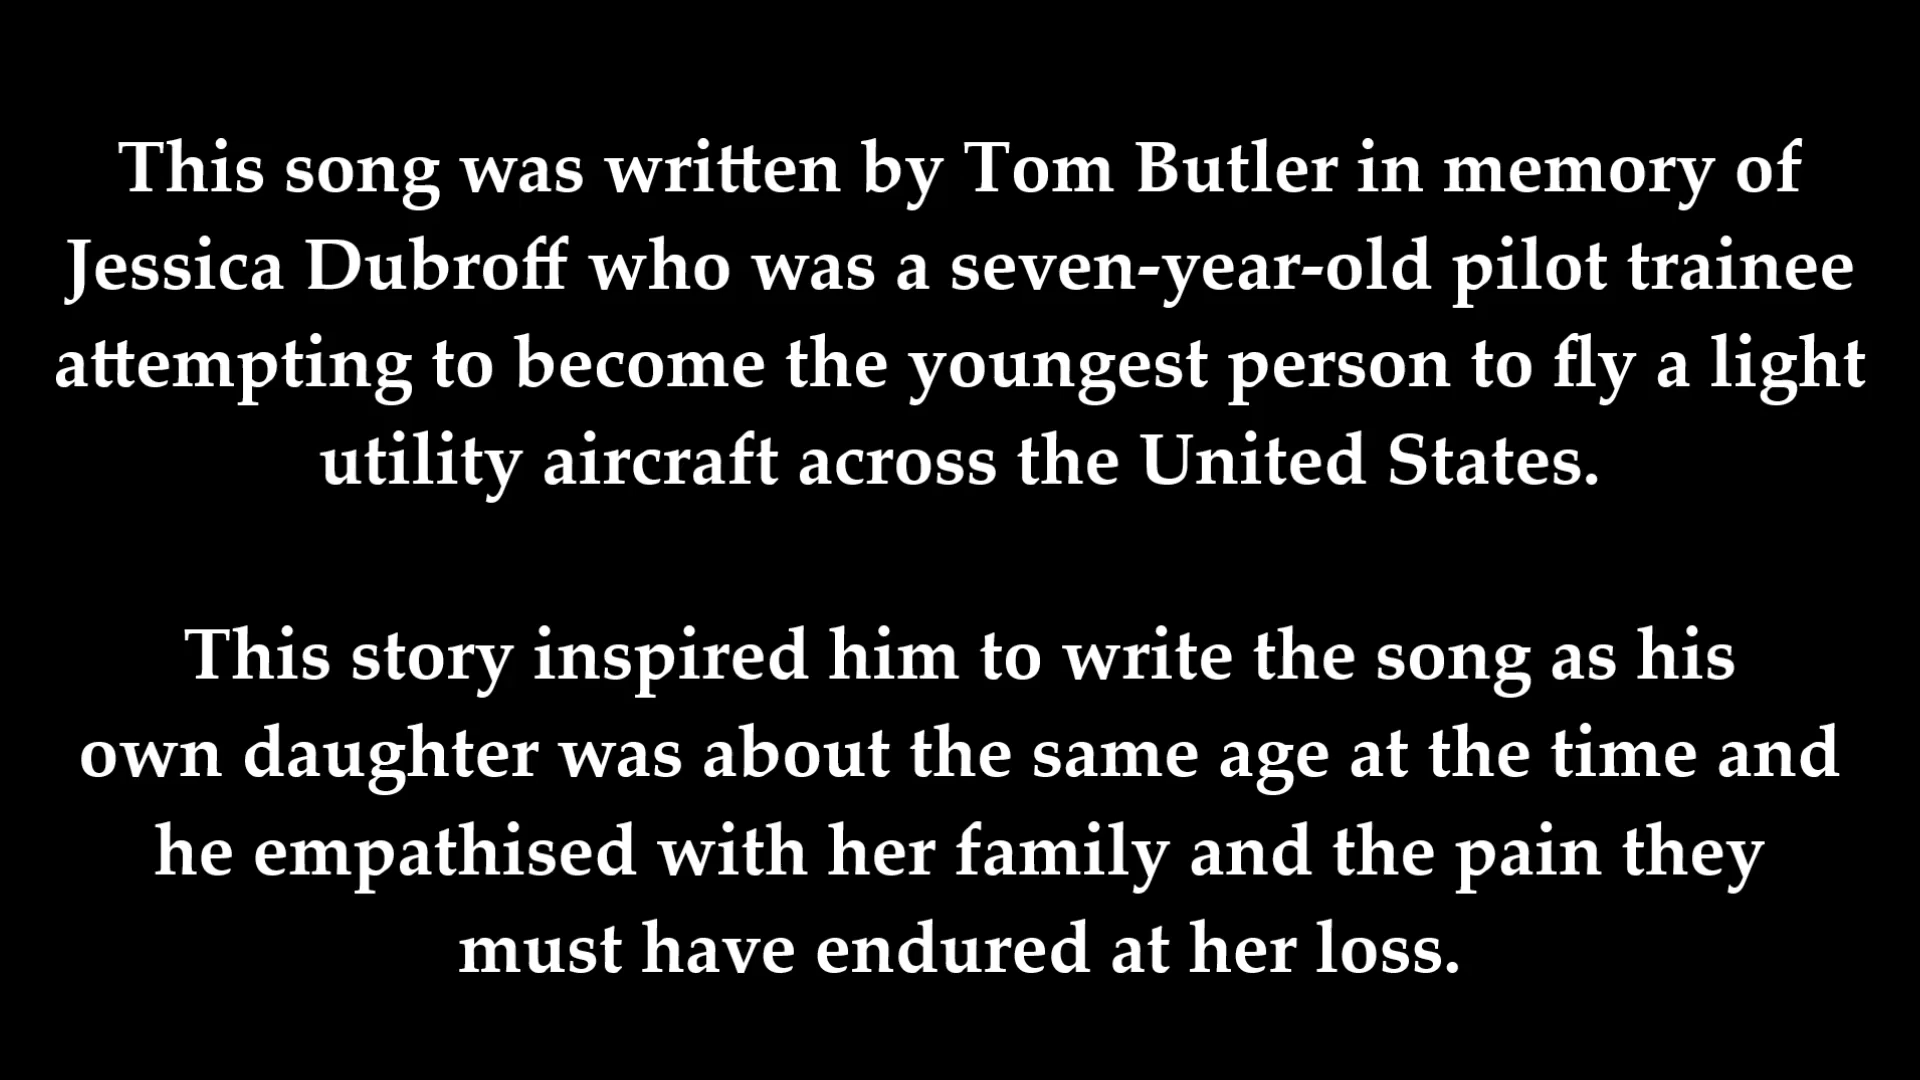 This song was written by Tom Butler in memory of
Jessica Dubroff who was a seven-year-old pilot trainee
attempting to become the youngest person to fly a light
utility aircraft across the United States.
This story inspired him to write the song as his
own daughter was about the same age at the time and
he empathised with her family and the pain they
must have endured at her loss.